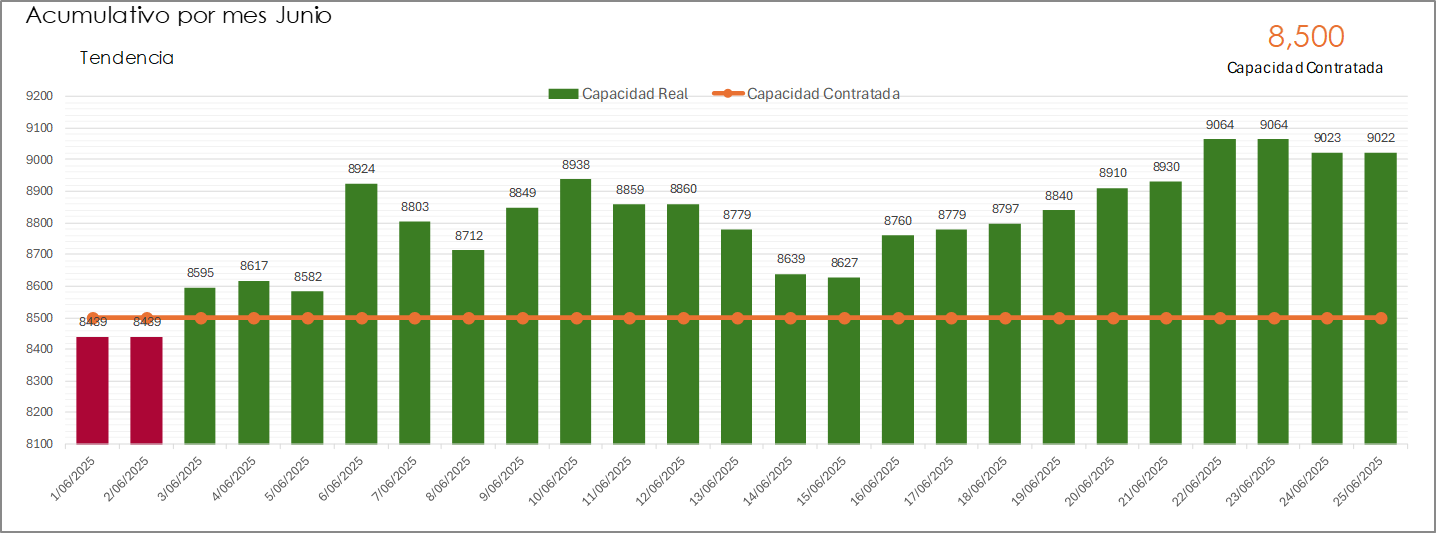 Acumulativo por mes Junio
8,500
Tendencia
Capacidad Contratada
Capacidad Real Capacidad Contratada
9200
9100
9000
8900
8800
8700
8600
8500
8400
8300
8200
8100
8439 8439 8595 8617 8582 8924 8803 8712 8849 8938 8859 8860 8779 8639 8627 8760 8779 8797 8840 8910 8930 9064 9064 9023 9022
1/06/2025 2/06/2025 3/06/2025 4/06/2025 5/06/2025 6/06/2025 7/06/2025 8/06/2025 9/06/2025 10/06/2025 11/06/2025 12/06/2025 13/06/2025 14/06/2025 15/06/2025 16/06/2025 17/06/2025 18/06/2025 19/06/2025 20/06/2025 21/06/2025 22/06/2025 23/06/2025 24/06/2025 25/06/2025